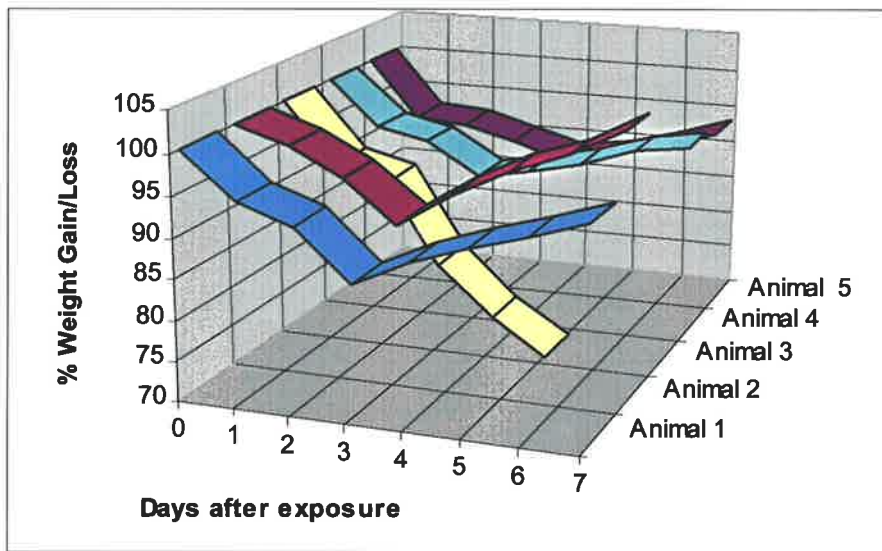 % Weight Gain/Loss
105
100
95
90
85
80
75
70
0
1
2
3
4
5
6
7
Days after exposure
Animal 5
Animal 4
Animal 3
Animal 2
Animal 1